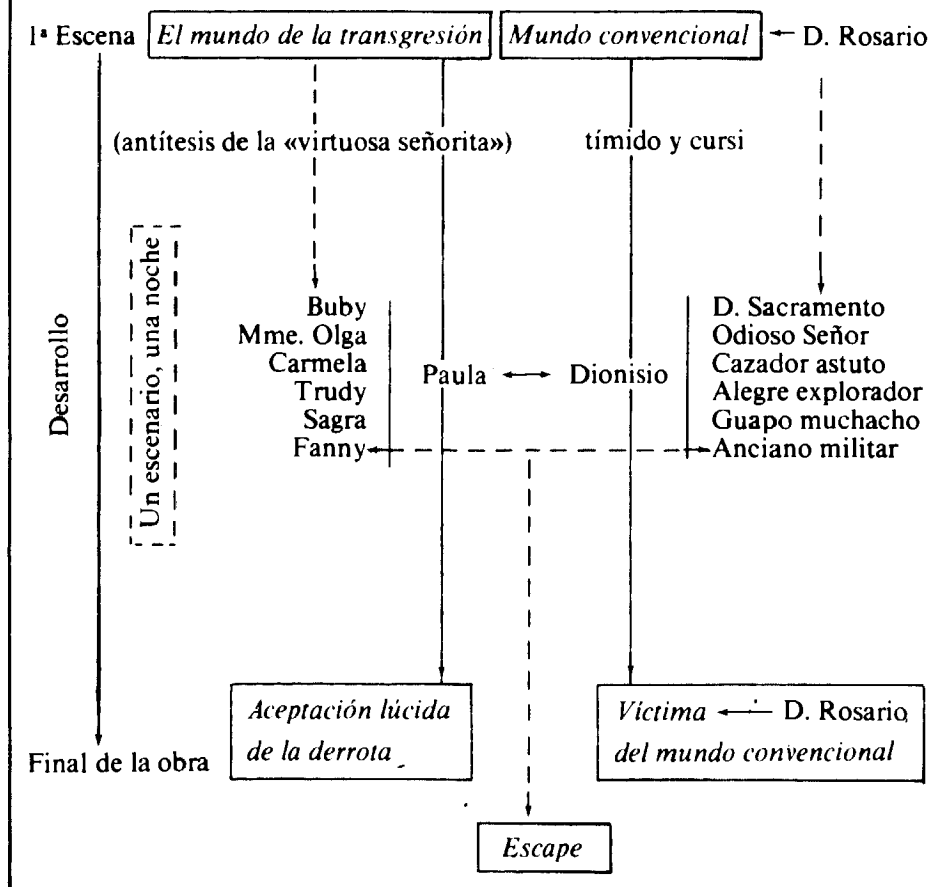 1ª Escena El mundo de la transgresión Mundo convencional D. Rosario
(antítesis de la «virtuosa señorita») tímido y cursi
Desarrollo
Un escenario, una noche
Buby
Mme. Olga
Carmela
Trudy
Sagra
Fanny
Paula Dionisio
D. Sacramento
Odioso Señor
Cazador astuto
Alegre explorador
Guapo muchacho
Anciano militar
Final de la obra
Aceptación lúcida
de la derrota
Víctima D. Rosario
del mundo convencional
Escape